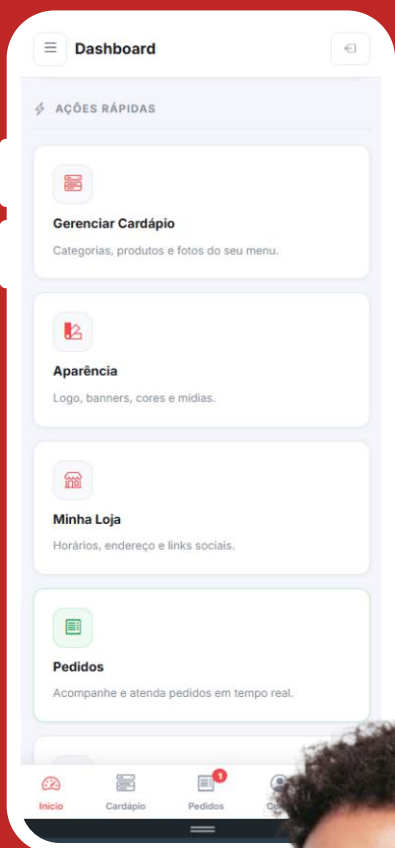 Dashboard
AÇÕES RÁPIDAS
Gerenciar Cardápio
Categorias, produtos e fotos do seu menu.
Aparência
Logo, banners, cores e mídias.
Minha Loja
Horários, endereço e links sociais.
Pedidos
Acompanhe e atenda pedidos em tempo real.
1
Início Cardápio Pedidos